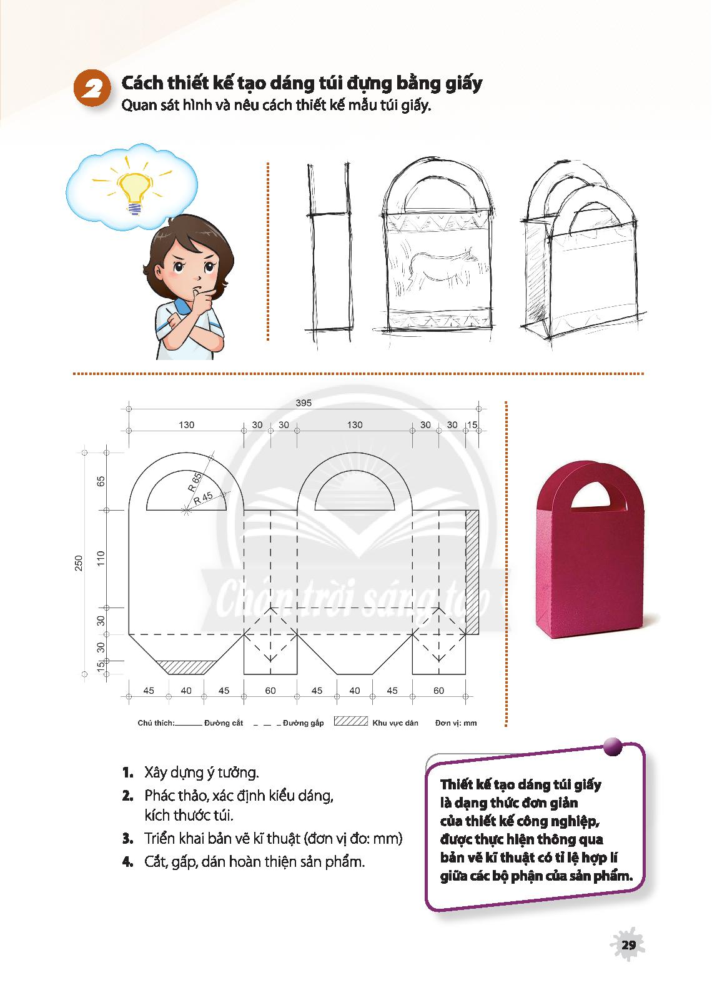 2
Cách thiết kế tạo dáng túi đựng bằng giấy
Quan sát hình và nêu cách thiết kế mẫu túi giấy.
395
130 30 30 130 30 30 15
65
R 65
R 45
110
250
30
30
15
45 40 45 60 45 40 45 60
Chân trời sáng tạo
Chú thích: Đường cắt Đường gấp Khu vực dán Đơn vị: mm
1. Xây dựng ý tưởng.
2. Phác thảo, xác định kiểu dáng,
kích thước túi.
3. Triển khai bản vẽ kĩ thuật (đơn vị đo: mm)
4. Cắt, gấp, dán hoàn thiện sản phẩm.
Thiết kế tạo dáng túi giấy
là dạng thức đơn giản
của thiết kế công nghiệp,
được thực hiện thông qua
bản vẽ kĩ thuật có tỉ lệ hợp lí
giữa các bộ phận của sản phẩm.
29